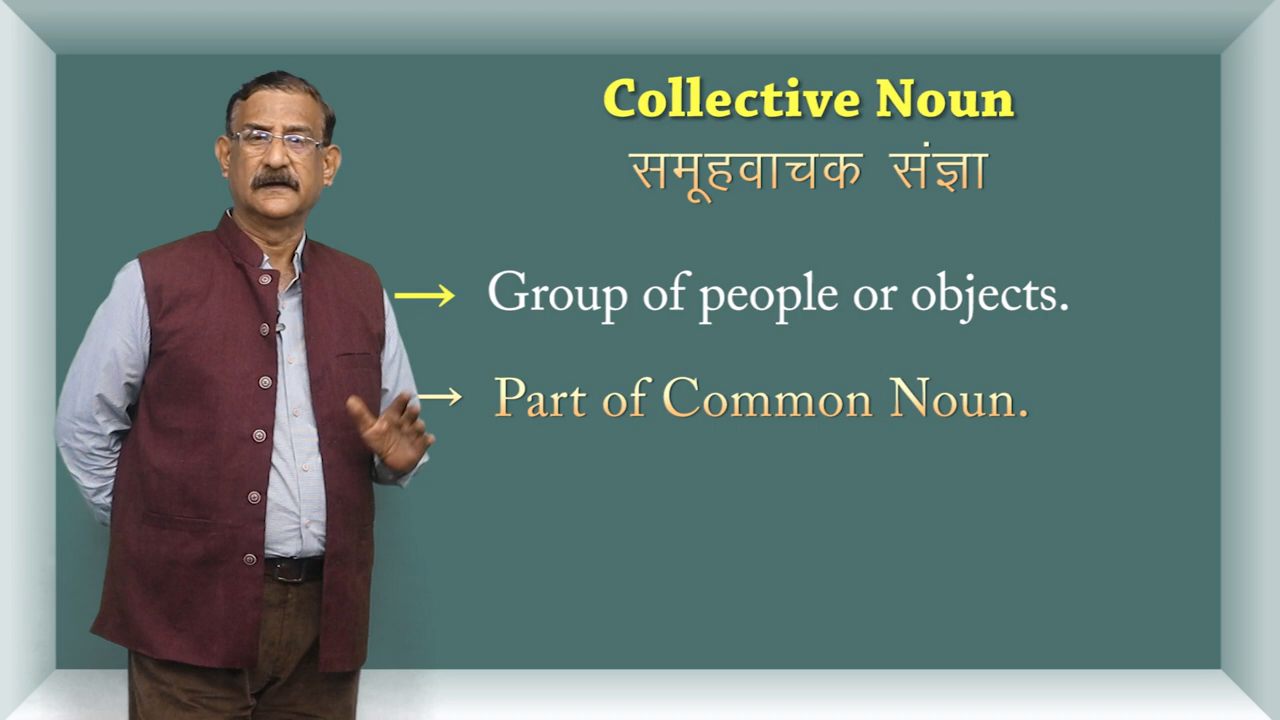 Collective Noun
समूहवाचक संज्ञा
→ Group of people or objects.
→ Part of Common Noun.